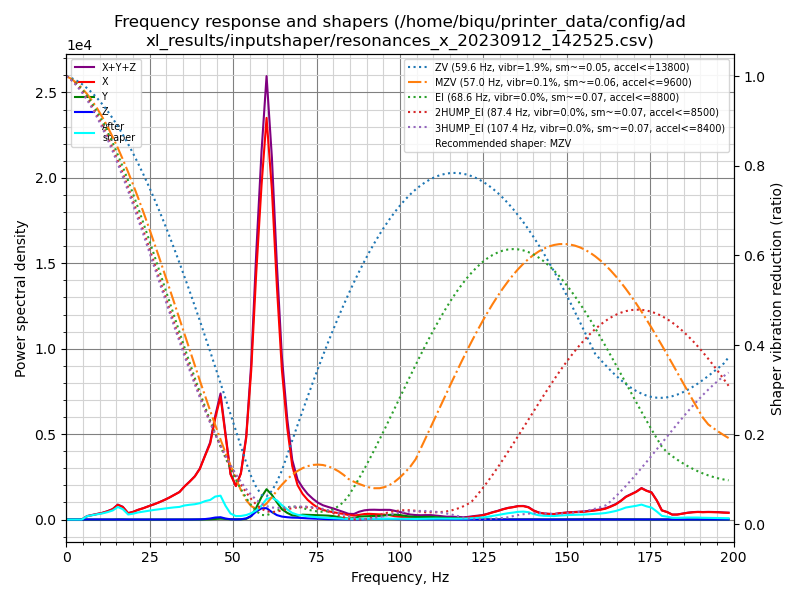 Frequency response and shapers (/home/biqu/printer_data/config/ad
xl_results/inputshaper/resonances_x_20230912_142525.csv)
1e4
X+Y+Z
X
Y
Z
After
shaper
ZV (59.6 Hz, vibr=1.9%, sm~=0.05, accel<=13800)
MZV (57.0 Hz, vibr=0.1%, sm~=0.06, accel<=9600)
EI (68.6 Hz, vibr=0.0%, sm~=0.07, accel<=8800)
2HUMP_EI (87.4 Hz, vibr=0.0%, sm~=0.07, accel<=8500)
3HUMP_EI (107.4 Hz, vibr=0.0%, sm~=0.07, accel<=8400)
Recommended shaper: MZV
Power spectral density
2.5
2.0
1.5
1.0
0.5
0.0
1.0
0.8
0.6
0.4
0.2
0.0
Shaper vibration reduction (ratio)
0 25 50 75 100 125 150 175 200
Frequency, Hz